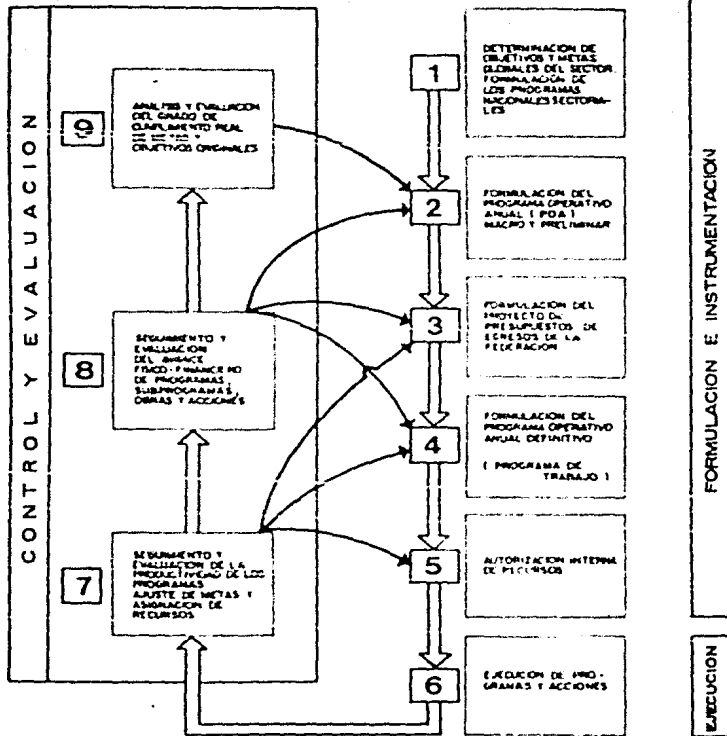 CONTROL Y EVALUACION
9
ANALISIS Y EVALUACION
DEL GRADO DE
CUMPLIMIENTO REAL
DE METAS Y
OBJETIVOS ORIGINALES
8
SEGUIMIENTO Y
EVALUACION
DEL AVANCE
FISICO-FINANCIERO
DE PROGRAMAS,
SUBPROGRAMAS,
OBRAS Y ACCIONES
7
SEGUIMIENTO Y
EVALUACION DE LA
PRODUCTIVIDAD DE LOS
PROGRAMAS
AJUSTE DE METAS Y
ASIGNACION DE
RECURSOS
1
DETERMINACION DE
OBJETIVOS Y METAS
GLOBALES DEL SECTOR
FORMULACION DE
LOS PROGRAMAS
NACIONALES SECTORIA-
LES
2
FORMULACION DEL
PROGRAMA OPERATIVO
ANUAL ( POA )
MACRO Y PRELIMINAR
3
FORMULACION DEL
PROYECTO DE
PRESUPUESTOS DE
EGRESOS DE LA
FEDERACION
4
FORMULACION DEL
PROGRAMA OPERATIVO
ANUAL DEFINITIVO
( PROGRAMA DE
TRABAJO )
5
AUTORIZACION INTERNA
DE RECURSOS
6
EJECUCION DE PRO-
GRAMAS Y ACCIONES
FORMULACION E INSTRUMENTACION
EJECUCION